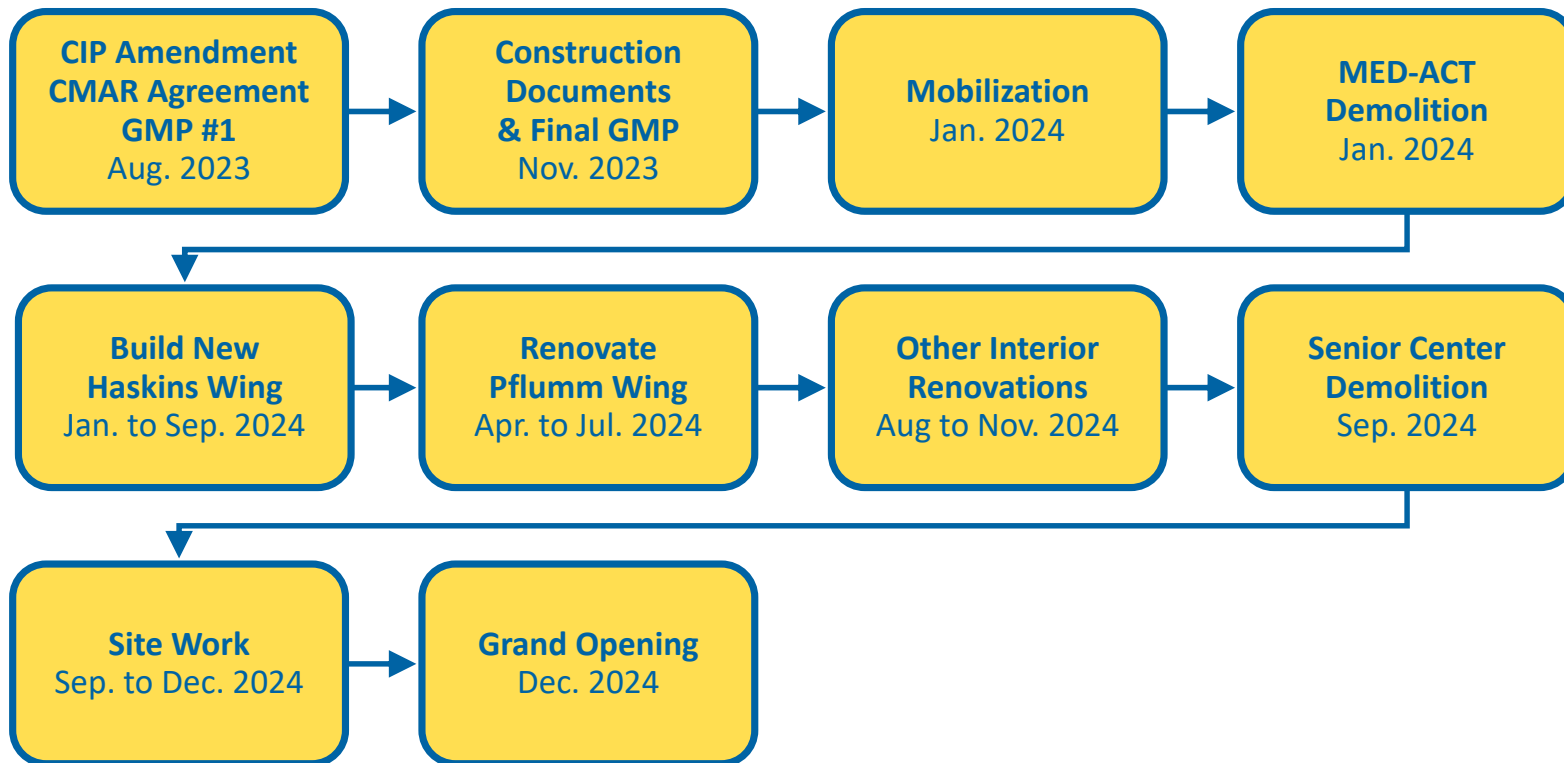 CIP Amendment
CMAR Agreement
GMP #1
Aug. 2023
Construction
Documents
& Final GMP
Nov. 2023
Mobilization
Jan. 2024
MED-ACT
Demolition
Jan. 2024
Build New
Haskins Wing
Jan. to Sep. 2024
Renovate
Pflumm Wing
Apr. to Jul. 2024
Other Interior
Renovations
Aug to Nov. 2024
Senior Center
Demolition
Sep. 2024
Site Work
Sep. to Dec. 2024
Grand Opening
Dec. 2024